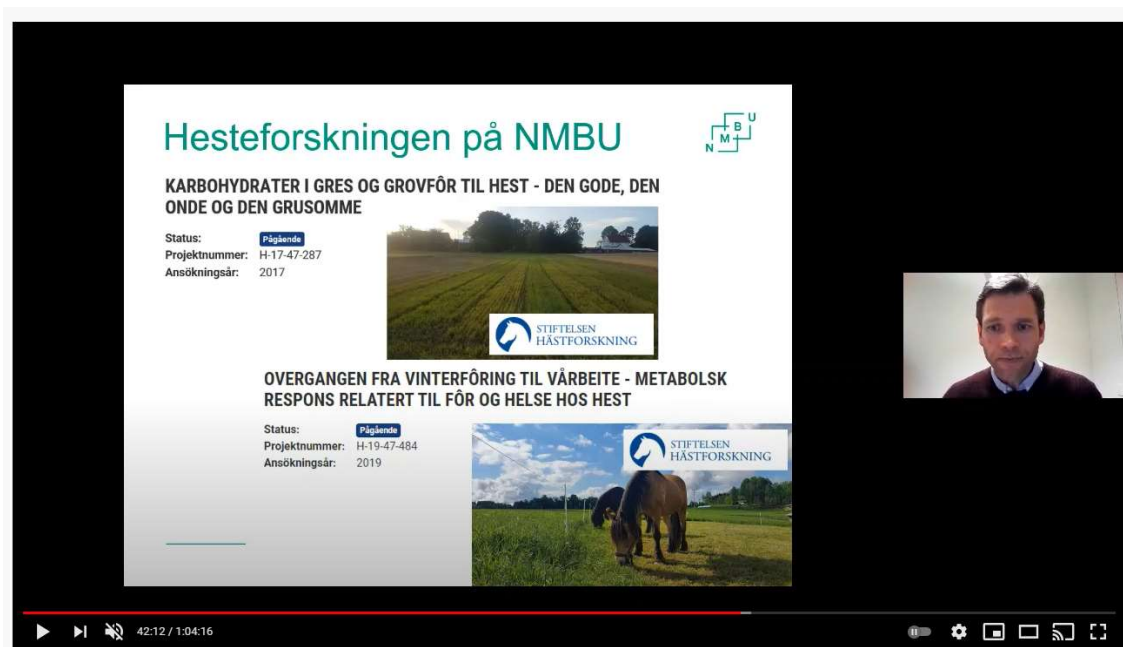 Hesteforskningen på NMBU
N M B U
KARBOHYDRATER I GRES OG GROVFÔR TIL HEST - DEN GODE, DEN
ONDE OG DEN GRUSOMME
Status: Pågående
Projektnummer: H-17-47-287
Ansökningsår: 2017
STIFTELSEN
HÄSTFORSKNING
OVERGANGEN FRA VINTERFÔRING TIL VÅRBEITE - METABOLSK
RESPONS RELATERT TIL FÔR OG HELSE HOS HEST
Status: Pågående
Projektnummer: H-19-47-484
Ansökningsår: 2019
STIFTELSEN
HÄSTFORSKNING
42:12 / 1:04:16